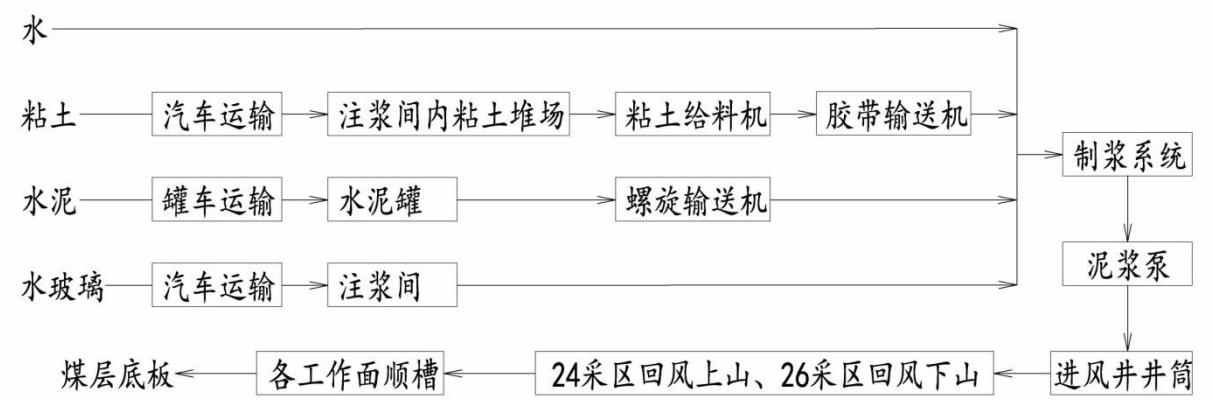 水
粘土 汽车运输 注浆间内粘土堆场 粘土给料机 胶带输送机
制浆系统
水泥 罐车运输 水泥罐 螺旋输送机
泥浆泵
水玻璃 汽车运输 注浆间
煤层底板 各工作面顺槽 24采区回风上山、26采区回风下山 进风井井筒